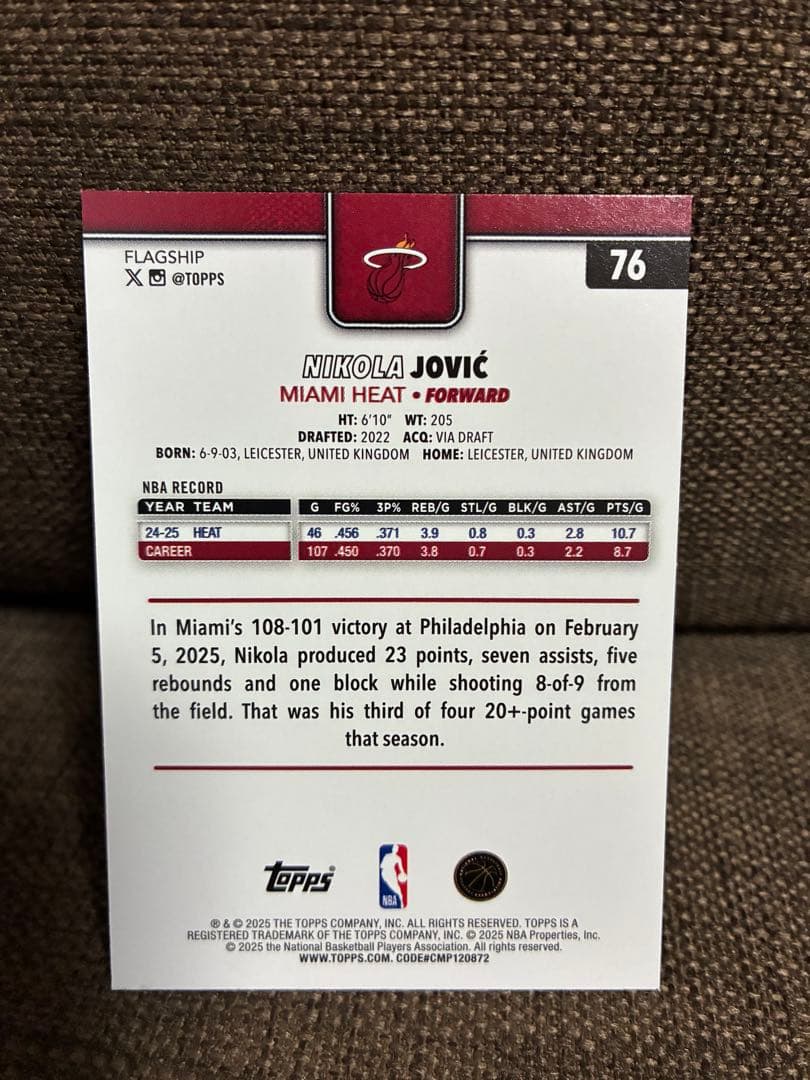 FLAGSHIP
76
X @TOPPS
NIKOLA JOVIĆ
MIAMI HEAT • FORWARD
HT: 6'10" WT: 205
DRAFTED: 2022 ACQ: VIA DRAFT
BORN: 6-9-03, LEICESTER, UNITED KINGDOM HOME: LEICESTER, UNITED KINGDOM
NBA RECORD
YEAR TEAM G FG% 3P% REB/G STL/G BLK/G AST/G PTS/G
24-25 HEAT 46 .456 .371 3.9 0.8 0.3 2.8 10.7
CAREER 107 .450 .370 3.8 0.7 0.3 2.2 8.7
In Miami's 108-101 victory at Philadelphia on February
5, 2025, Nikola produced 23 points, seven assists, five
rebounds and one block while shooting 8-of-9 from
the field. That was his third of four 20+-point games
that season.
topps®
NBA
® & © 2025 THE TOPPS COMPANY, INC. ALL RIGHTS RESERVED. TOPPS IS A
REGISTERED TRADEMARK OF THE TOPPS COMPANY, INC. © 2025 NBA Properties, Inc.
© 2025 the National Basketball Players Association. All rights reserved.
WWW.TOPPS.COM. CODE#CMP120872